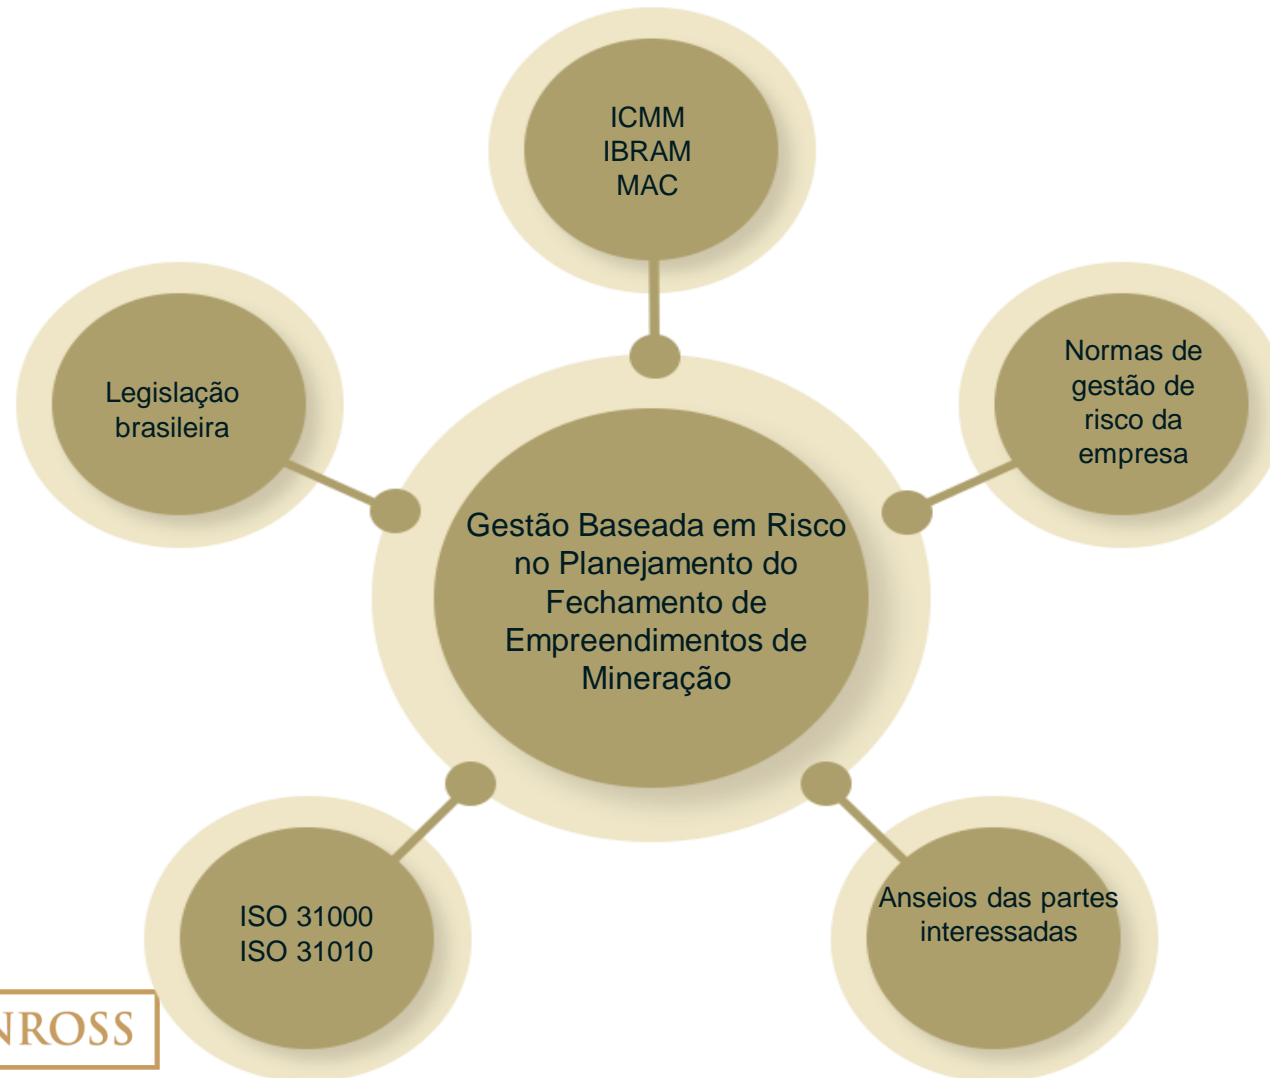 ICMM
IBRAM
MAC
Legislação
brasileira
Normas de
gestão de
risco da
empresa
Gestão Baseada em Risco
no Planejamento do
Fechamento de
Empreendimentos de
Mineração
ISO 31000
ISO 31010
Anseios das partes
interessadas
NROSS